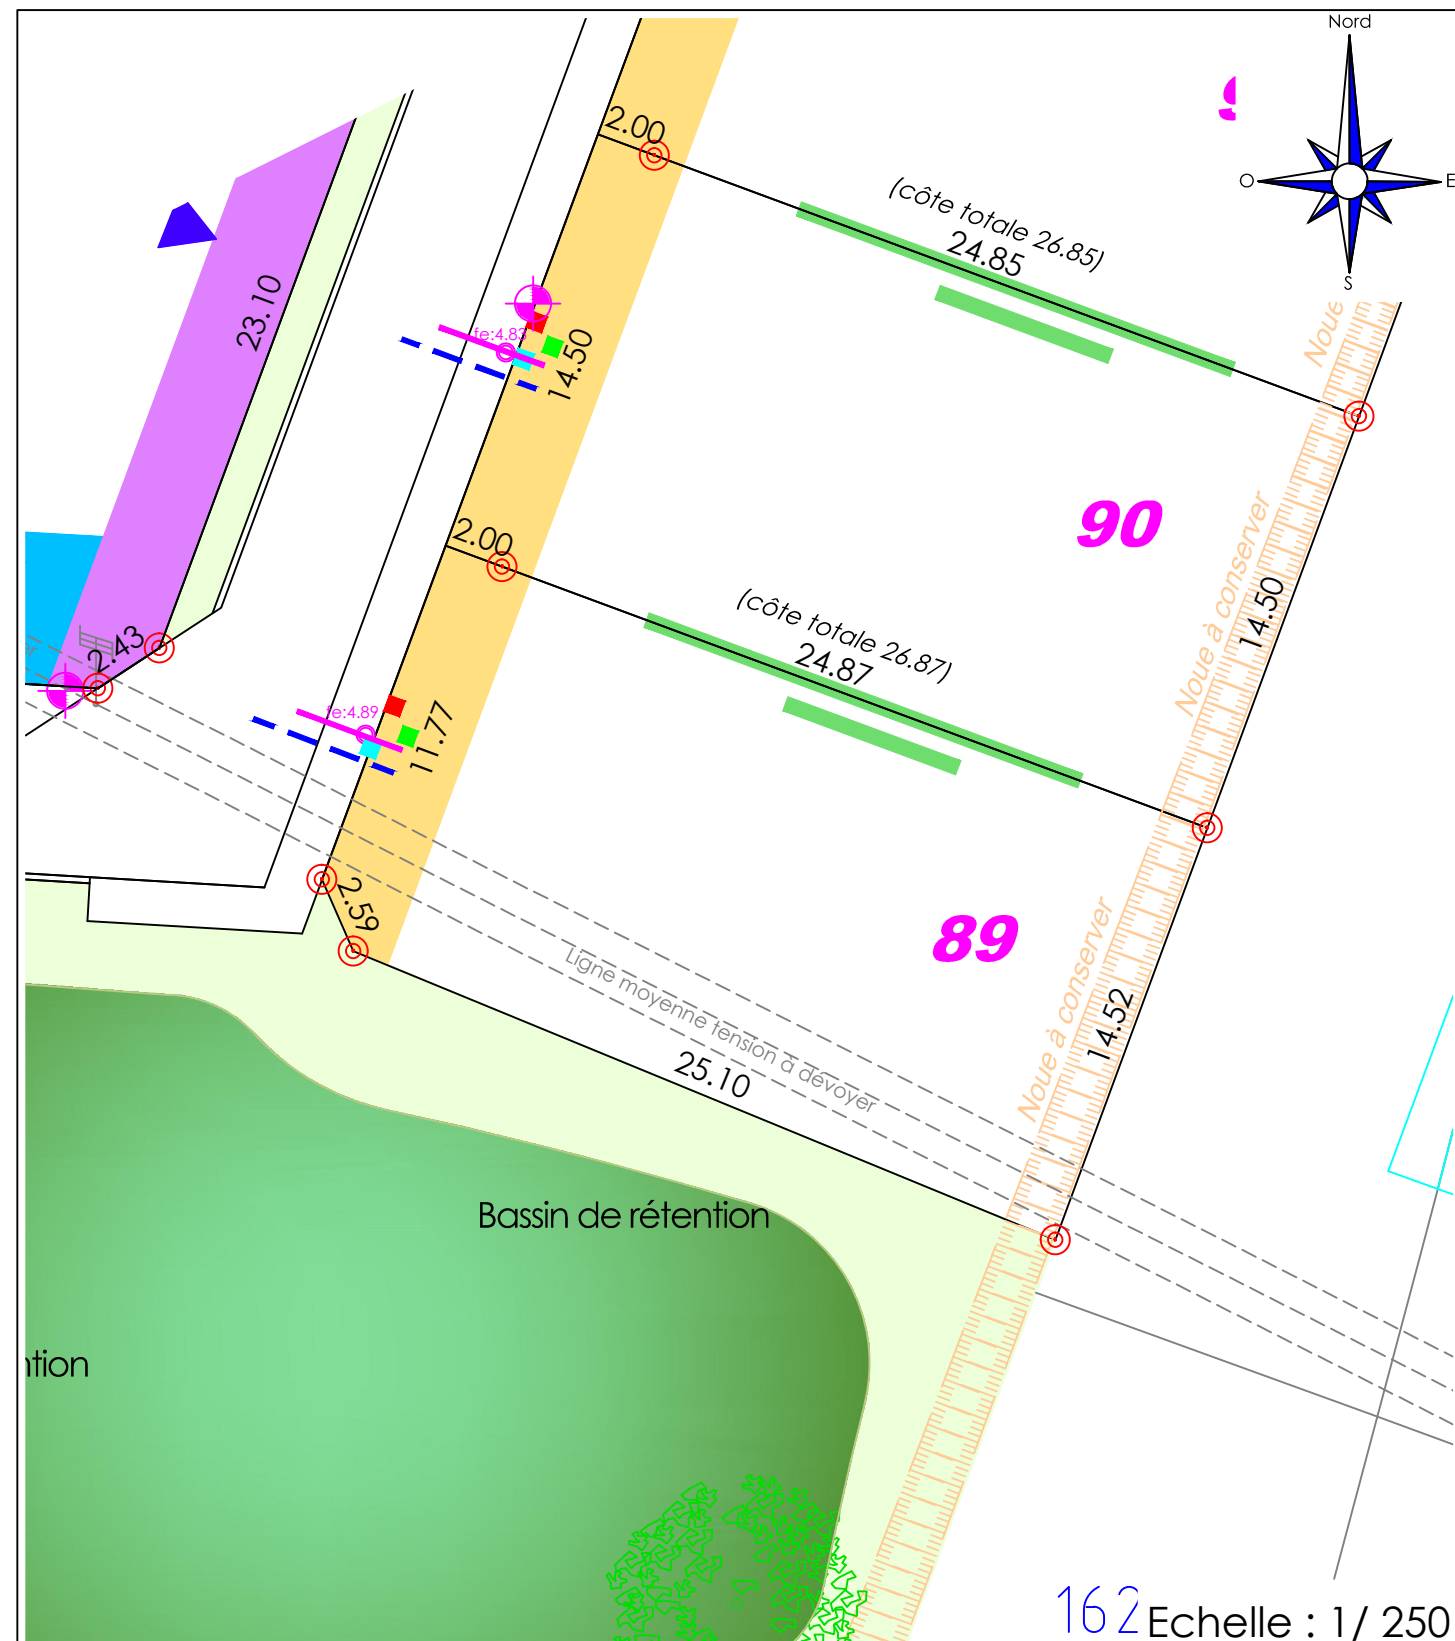 Nord
O
E
S
2.00
(côte totale 26.85)
24.85
23.10
fe:4.83
14.50
Noue
90
2.00
(côte totale 26.87)
24.87
Noue à conserver
14.50
2.43
fe:4.89
11.77
2.59
89
Ligne moyenne tension à dévoyer
25.10
Noue à conserver
14.52
Bassin de rétention
ntion
162
Echelle : 1/ 250